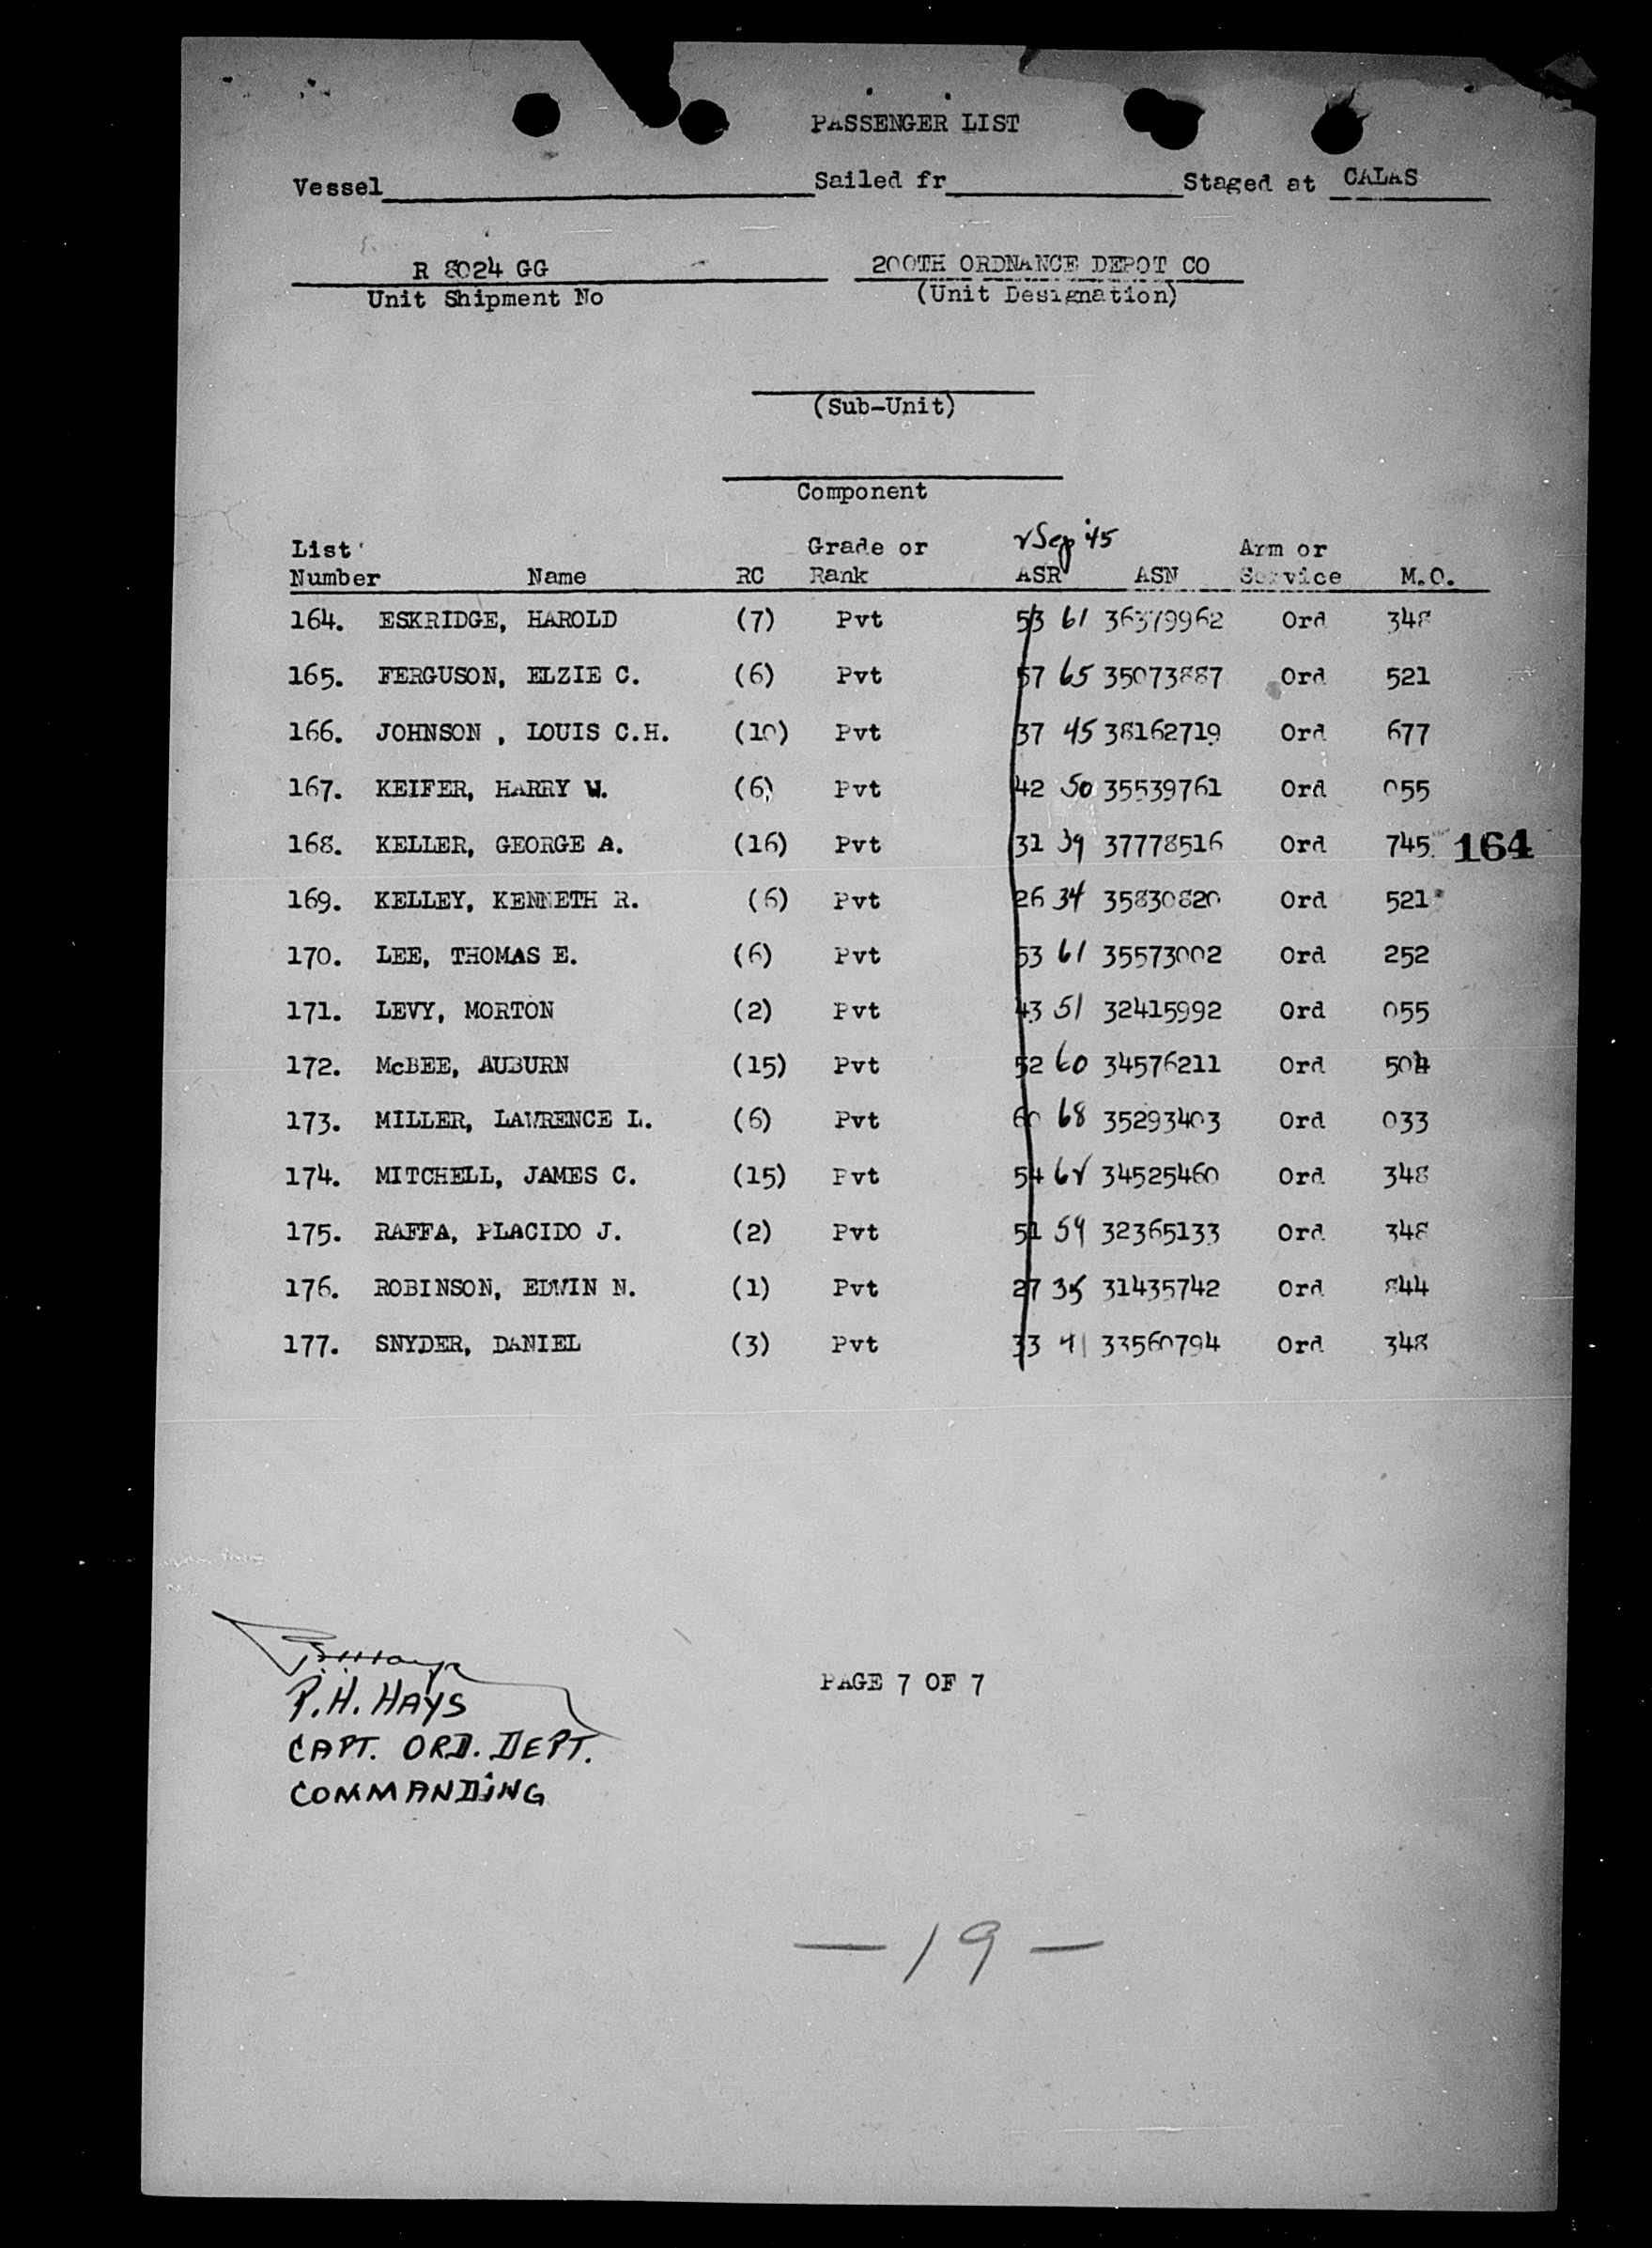 PASSENGER LIST
Vessel Sailed fr Staged at CALAS
R 8024 GG 200TH ORDNANCE DEPOT CO
Unit Shipment No (Unit Designation)
(Sub-Unit)
Component
List Grade or 2 Sep '45 Arm or
Number Name RC Rank ASR ASN Service M.O.
164. ESKRIDGE, HAROLD (7) Pvt 53 61 36379962 Ord 348
165. FERGUSON, ELZIE C. (6) Pvt 57 65 35073887 Ord 521
166. JOHNSON , LOUIS C.H. (10) Pvt 37 45 38162719 Ord 677
167. KEIFER, HARRY W. (6) Pvt 42 50 35539761 Ord 055
168. KELLER, GEORGE A. (16) Pvt 31 39 37778516 Ord 745 164
169. KELLEY, KENNETH R. (6) Pvt 26 34 35830820 Ord 521
170. LEE, THOMAS E. (6) Pvt 53 61 35573002 Ord 252
171. LEVY, MORTON (2) Pvt 43 51 32415992 Ord 055
172. McBEE, AUBURN (15) Pvt 52 60 34576211 Ord 504
173. MILLER, LAWRENCE L. (6) Pvt 60 68 35293403 Ord 033
174. MITCHELL, JAMES C. (15) Pvt 54 62 34525460 Ord 348
175. RAFFA, PLACIDO J. (2) Pvt 51 59 32365133 Ord 348
176. ROBINSON, EDWIN N. (1) Pvt 27 35 31435742 Ord 844
177. SNYDER, DANIEL (3) Pvt 33 41 33560794 Ord 348
P.H. HAYS
PAGE 7 OF 7
CAPT. ORD. DEPT.
COMMANDING
— 19 —